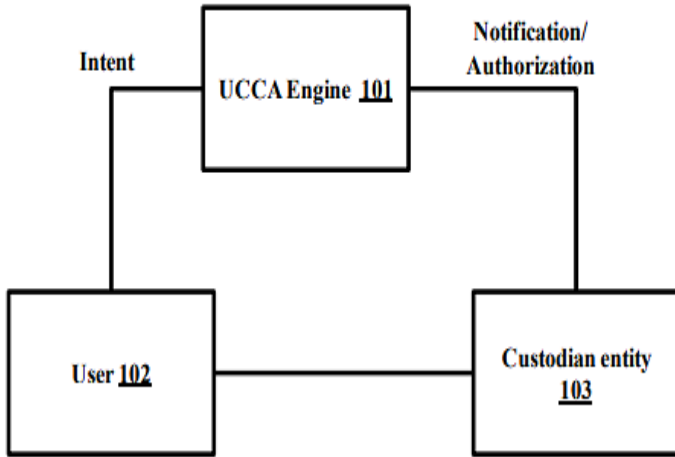 Intent
Notification/
Authorization
UCCA Engine 101
User 102
Custodian entity
103